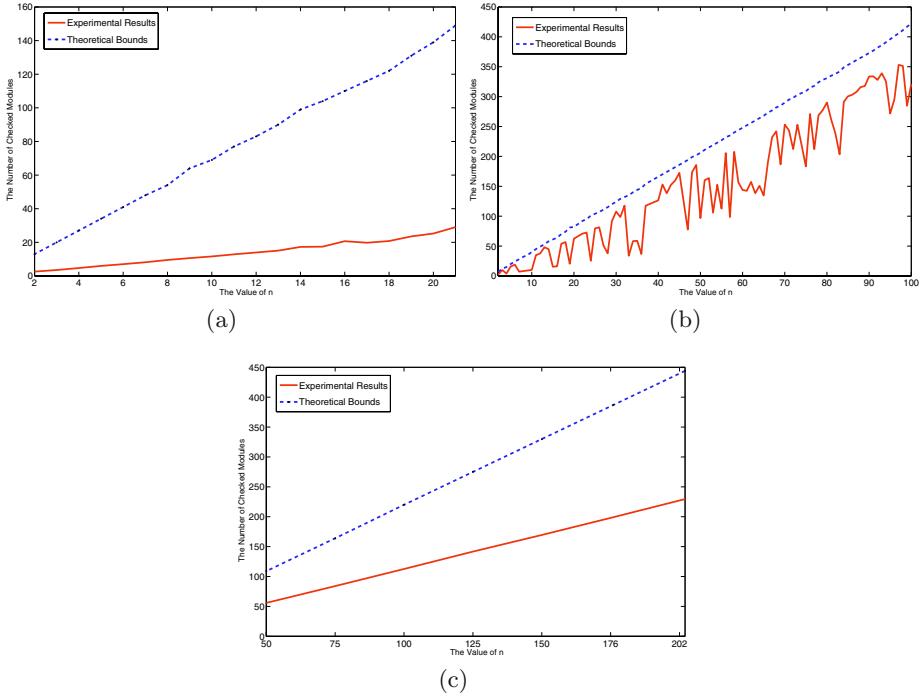 160
140
120
100
80
60
40
20
0
The Number of Checked Modules
Experimental Results
Theoretical Bounds
2 4 6 8 10 12 14 16 18 20
The Value of n
(a)
450
400
350
300
250
200
150
100
50
0
The Number of Checked Modules
Experimental Results
Theoretical Bounds
10 20 30 40 50 60 70 80 90 100
The Value of n
(b)
450
400
350
300
250
200
150
100
50
0
The Number of Checked Modules
Experimental Results
Theoretical Bounds
50 75 100 125 150 176 202
The Value of n
(c)